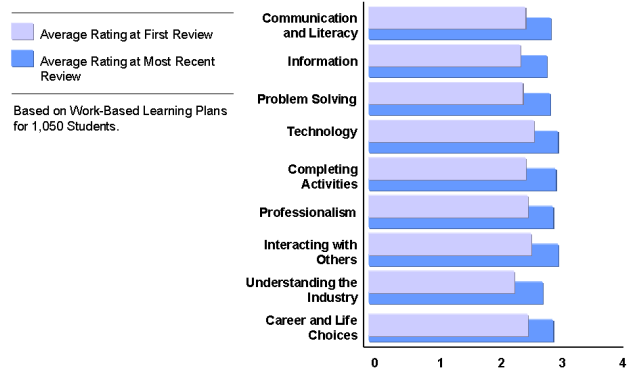 Average Rating at First Review
Average Rating at Most Recent
Review
Based on Work-Based Learning Plans
for 1,050 Students.
Communication
and Literacy
Information
Problem Solving
Technology
Completing
Activities
Professionalism
Interacting with
Others
Understanding the
Industry
Career and Life
Choices
0 1 2 3 4